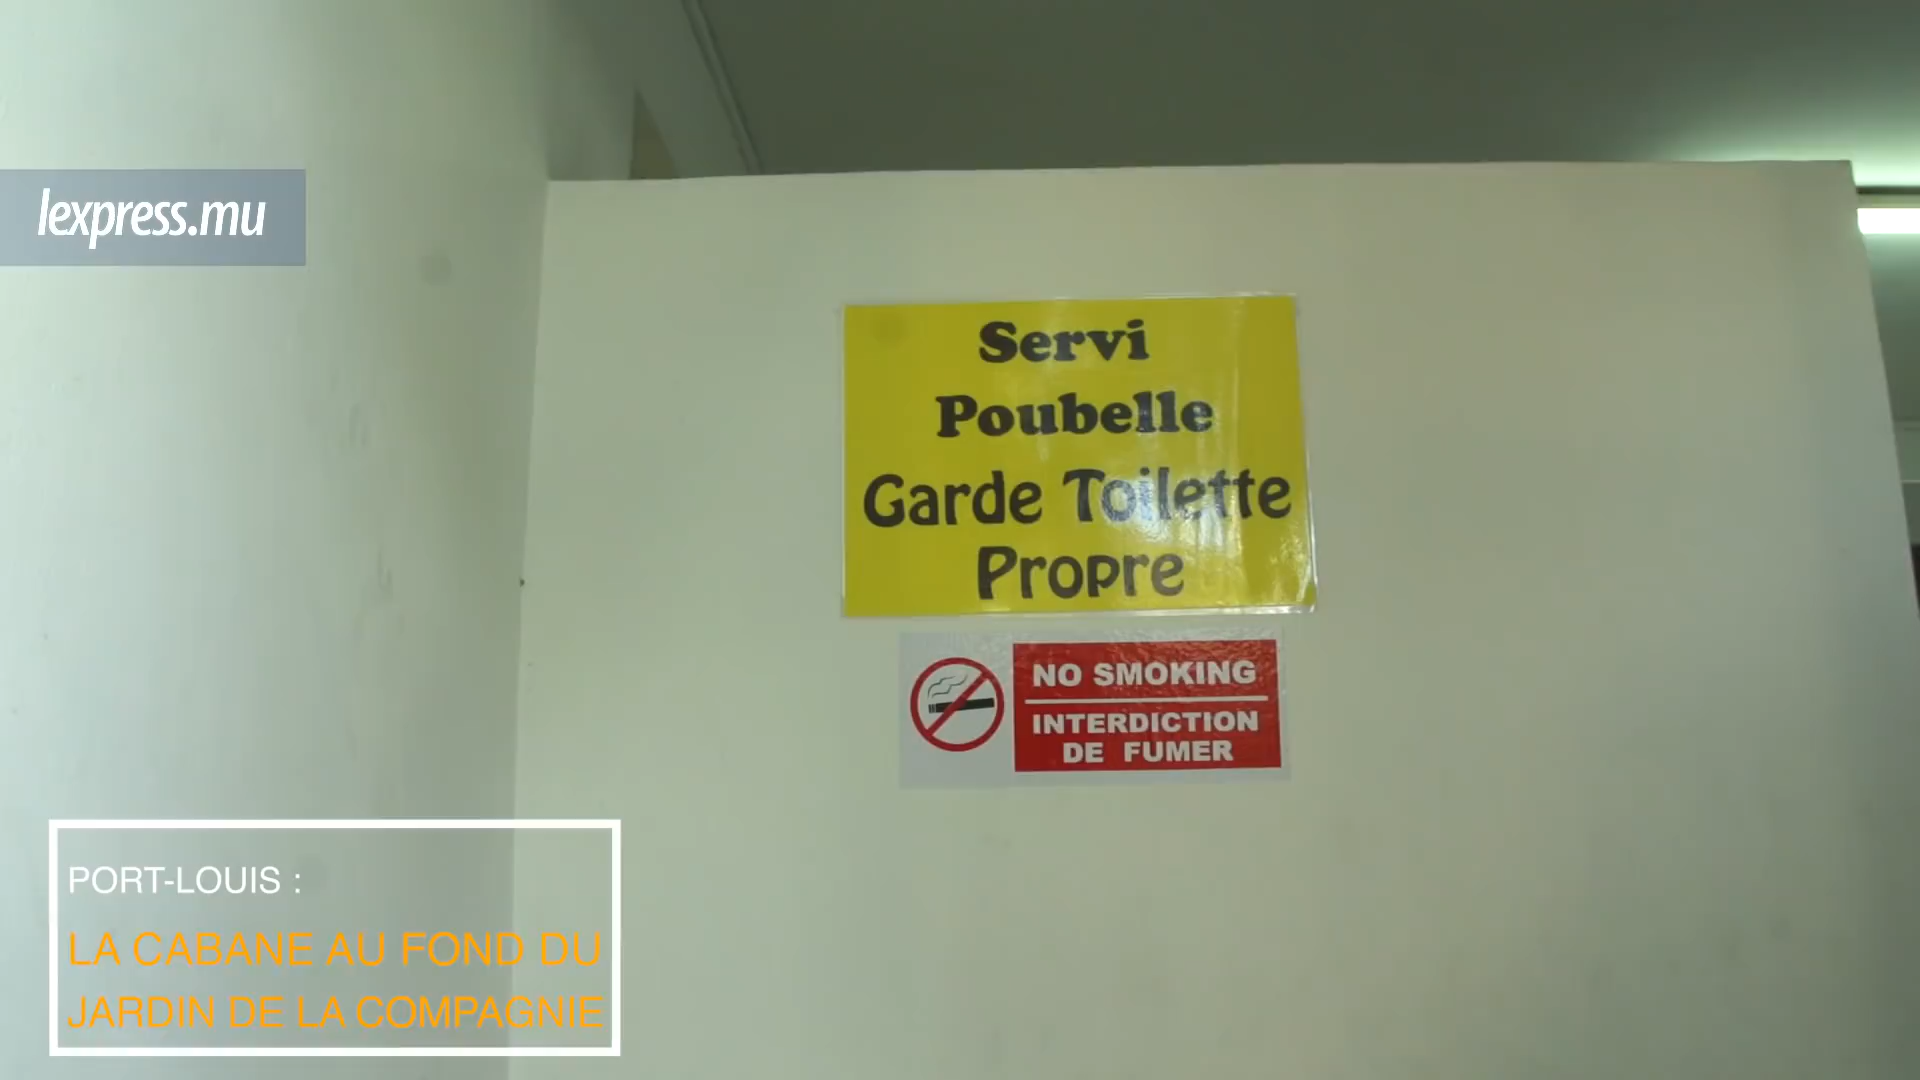 lexpress.mu
Servi
Poubelle
Garde Toilette
Propre
NO SMOKING
INTERDICTION
DE FUMER
PORT-LOUIS :
LA CABANE AU FOND DU
JARDIN DE LA COMPAGNIE